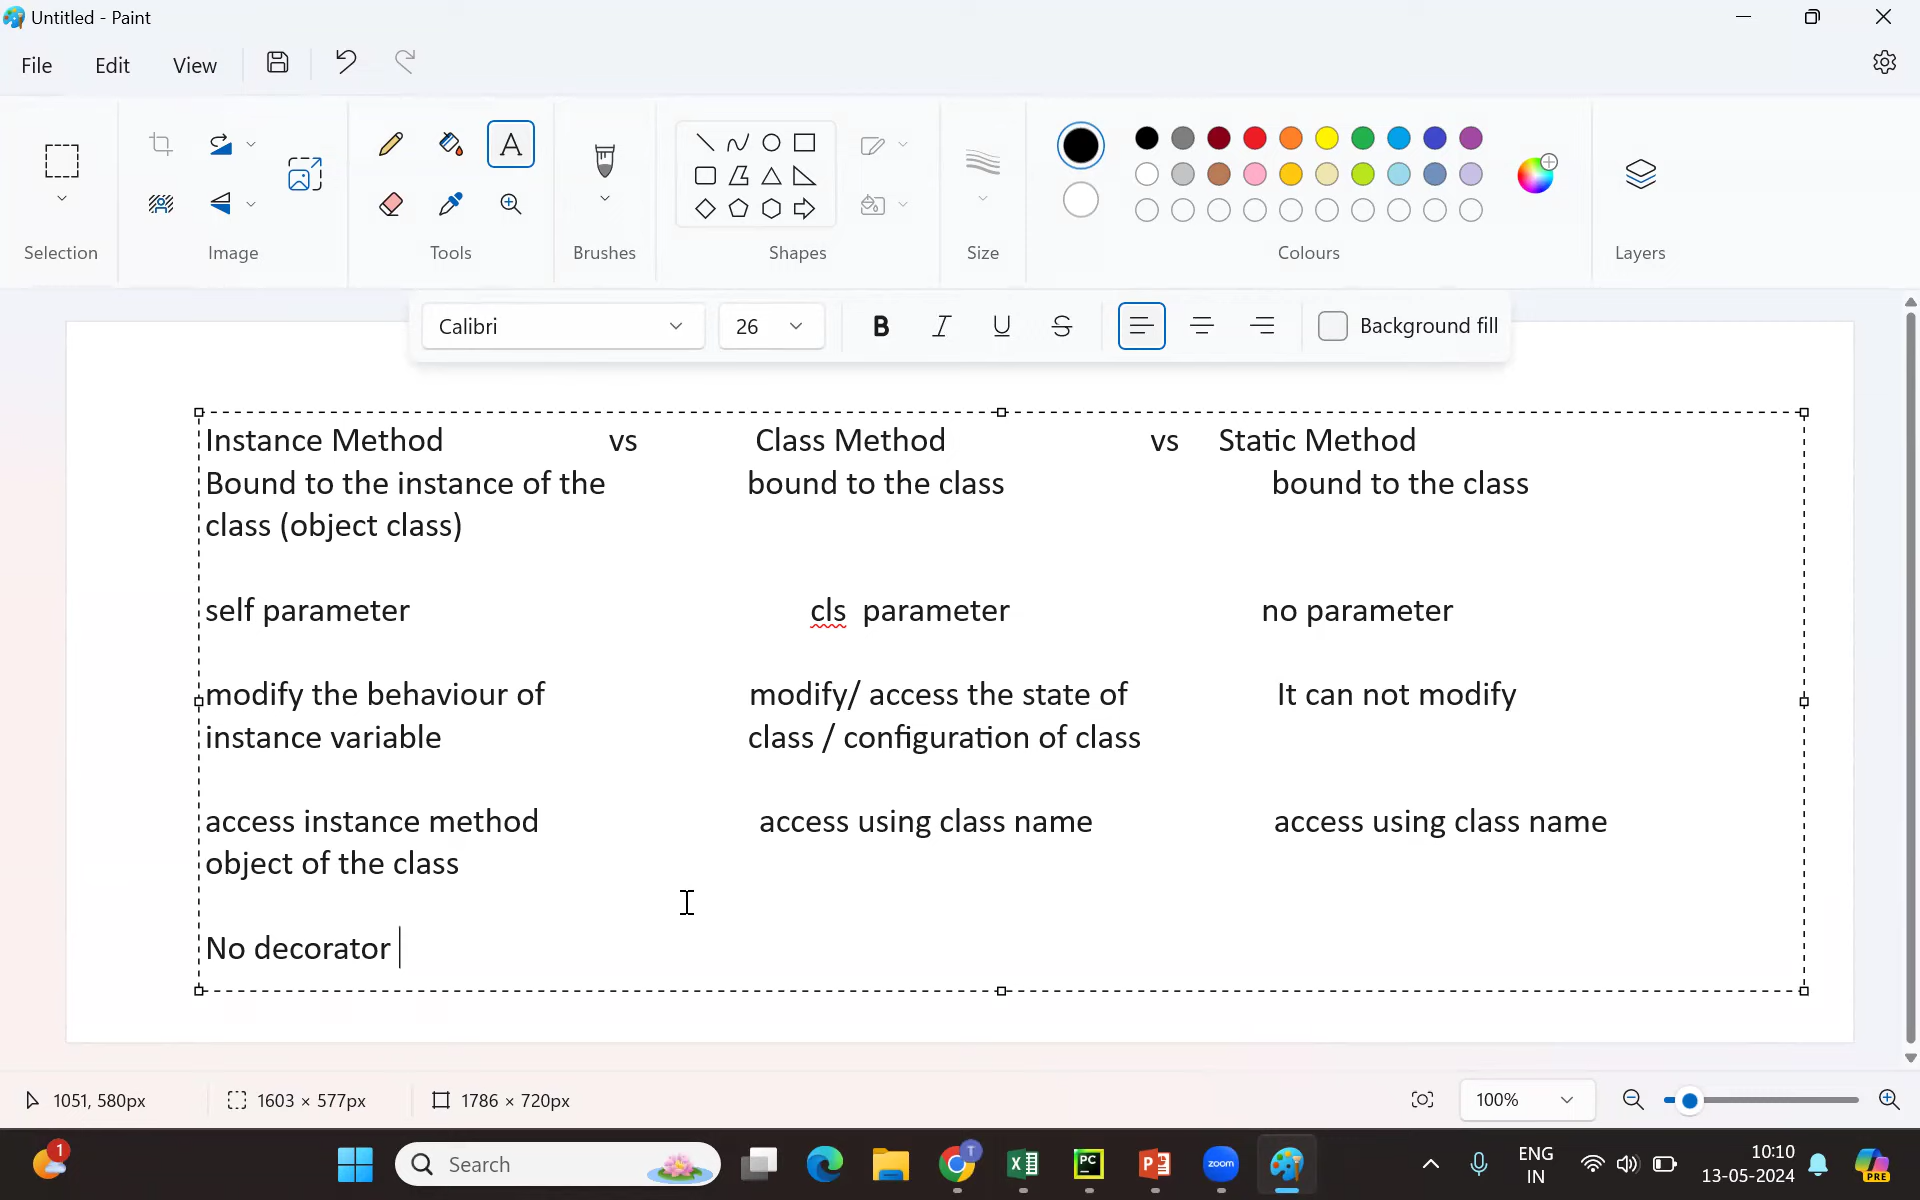 Untitled - Paint
File Edit View
Selection Image Tools Brushes Shapes Size Colours Layers
Calibri 26 B I U S Background fill
Instance Method vs Class Method vs Static Method
Bound to the instance of the bound to the class bound to the class
class (object class)
self parameter cls parameter no parameter
modify the behaviour of modify/ access the state of It can not modify
instance variable class / configuration of class
access instance method access using class name access using class name
object of the class
No decorator
1051, 580px 1603 × 577px 1786 × 720px 100%
1 Search T PC P zoom ENG 10:10 PRE
IN 13-05-2024